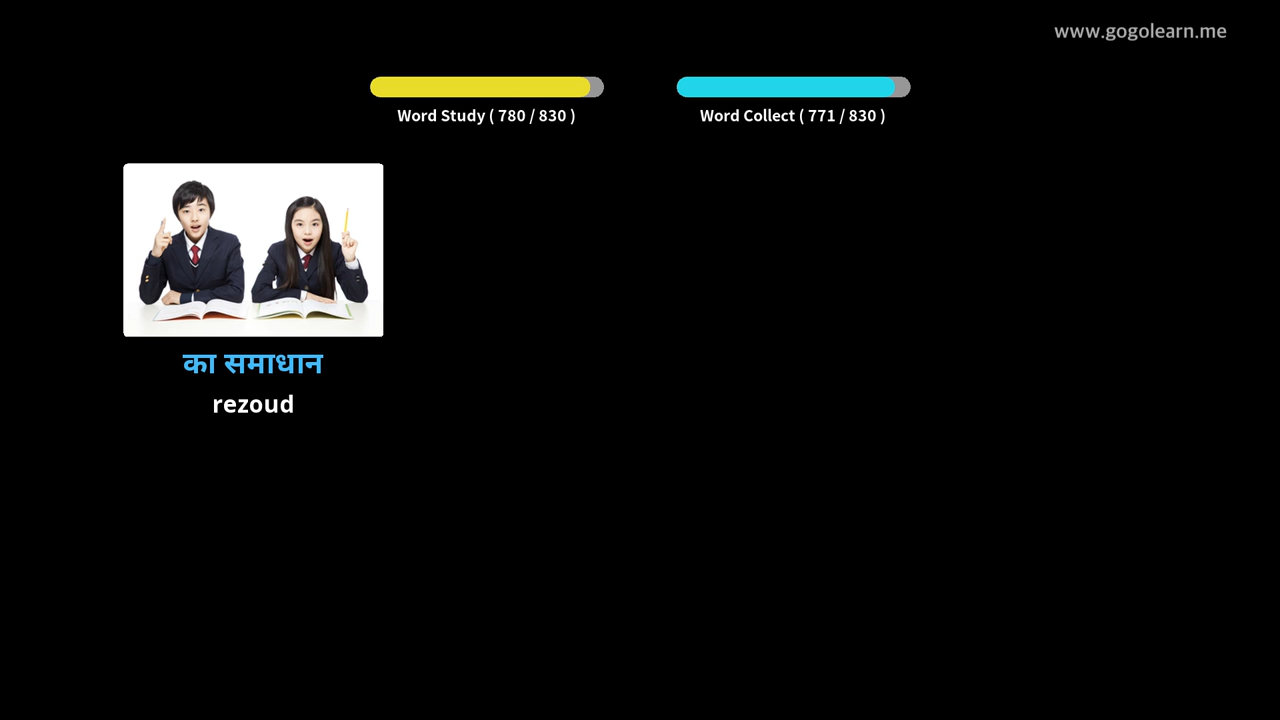 www.gogolearn.me
Word Study ( 780 / 830 )
Word Collect ( 771 / 830 )
का समाधान
rezoud